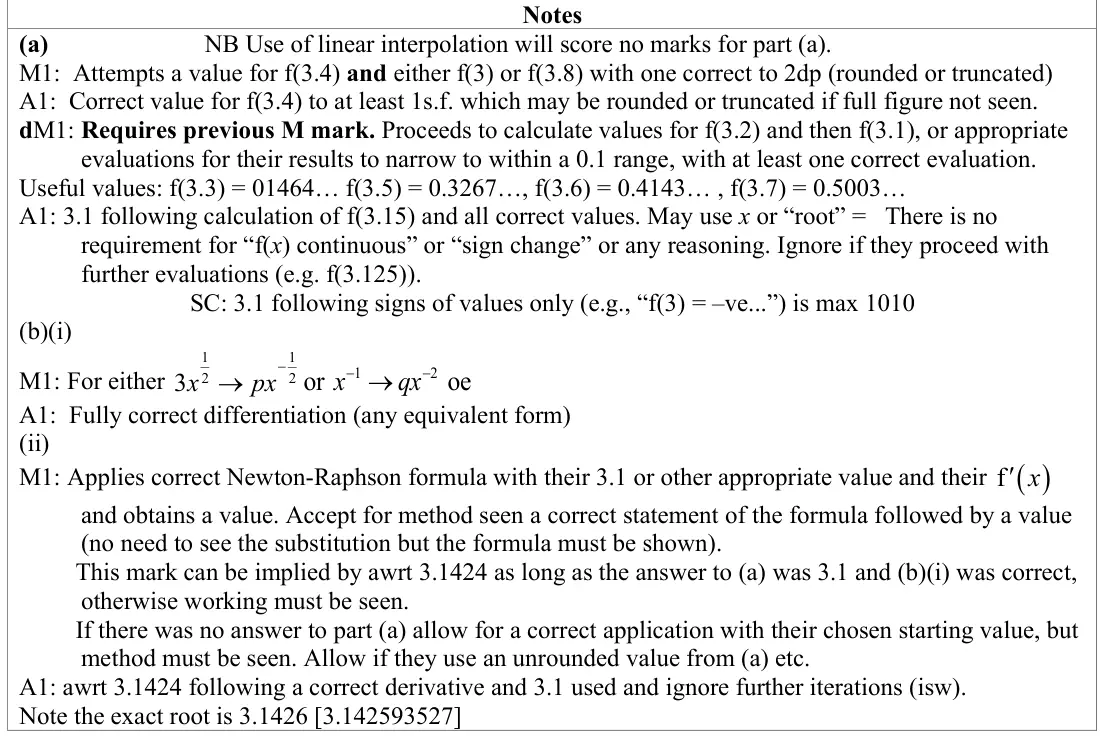 Notes
(a) NB Use of linear interpolation will score no marks for part (a).
M1: Attempts a value for f(3.4) and either f(3) or f(3.8) with one correct to 2dp (rounded or truncated)
A1: Correct value for f(3.4) to at least 1s.f. which may be rounded or truncated if full figure not seen.
dM1: Requires previous M mark. Proceeds to calculate values for f(3.2) and then f(3.1), or appropriate
evaluations for their results to narrow to within a 0.1 range, with at least one correct evaluation.
Useful values: f(3.3) = 01464… f(3.5) = 0.3267…, f(3.6) = 0.4143… , f(3.7) = 0.5003…
A1: 3.1 following calculation of f(3.15) and all correct values. May use x or “root” = There is no
requirement for “f(x) continuous” or “sign change” or any reasoning. Ignore if they proceed with
further evaluations (e.g. f(3.125)).
SC: 3.1 following signs of values only (e.g., “f(3) = –ve...”) is max 1010
(b)(i)
M1: For either 3x^{1/2} → px^{-1/2} or x^{-1} → qx^{-2} oe
A1: Fully correct differentiation (any equivalent form)
(ii)
M1: Applies correct Newton-Raphson formula with their 3.1 or other appropriate value and their f′(x)
and obtains a value. Accept for method seen a correct statement of the formula followed by a value
(no need to see the substitution but the formula must be shown).
This mark can be implied by awrt 3.1424 as long as the answer to (a) was 3.1 and (b)(i) was correct,
otherwise working must be seen.
If there was no answer to part (a) allow for a correct application with their chosen starting value, but
method must be seen. Allow if they use an unrounded value from (a) etc.
A1: awrt 3.1424 following a correct derivative and 3.1 used and ignore further iterations (isw).
Note the exact root is 3.1426 [3.142593527]